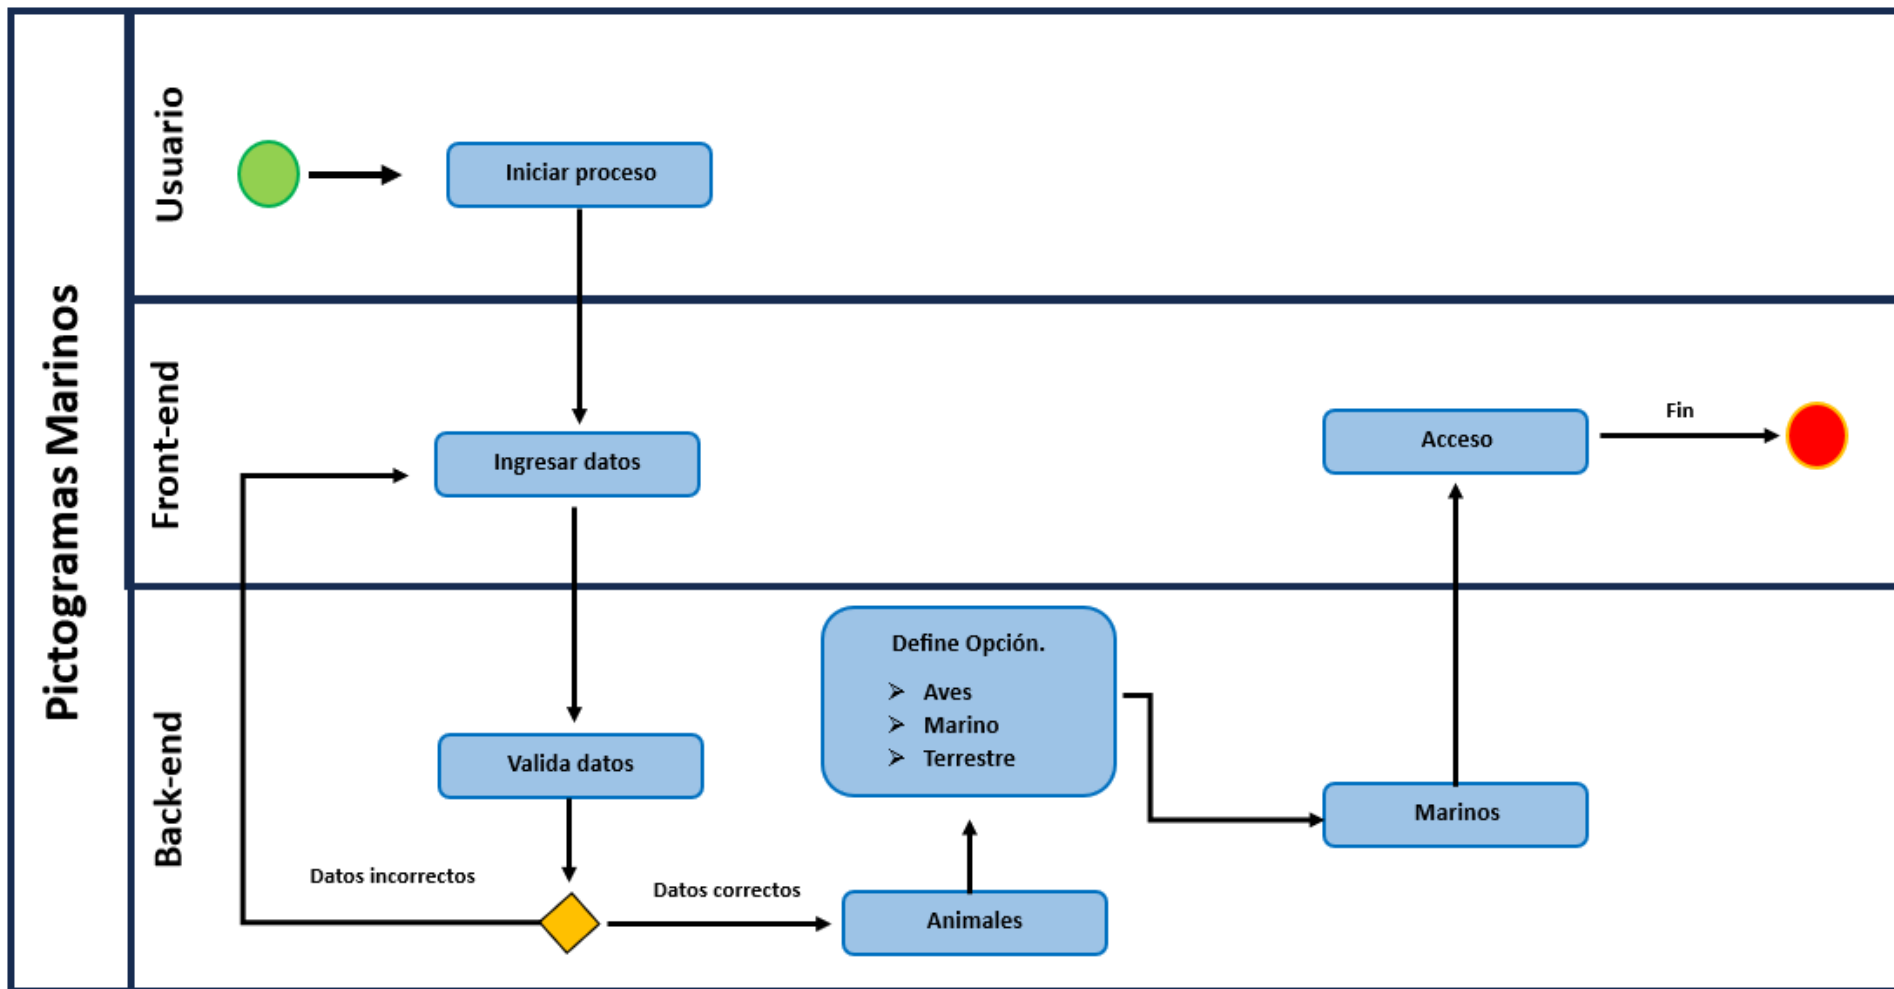 Pictogramas Marinos
Usuario
Iniciar proceso
Front-end
Ingresar datos
Acceso
Fin
Back-end
Define Opción.
➢ Aves
➢ Marino
➢ Terrestre
Valida datos
Marinos
Datos incorrectos
Datos correctos
Animales